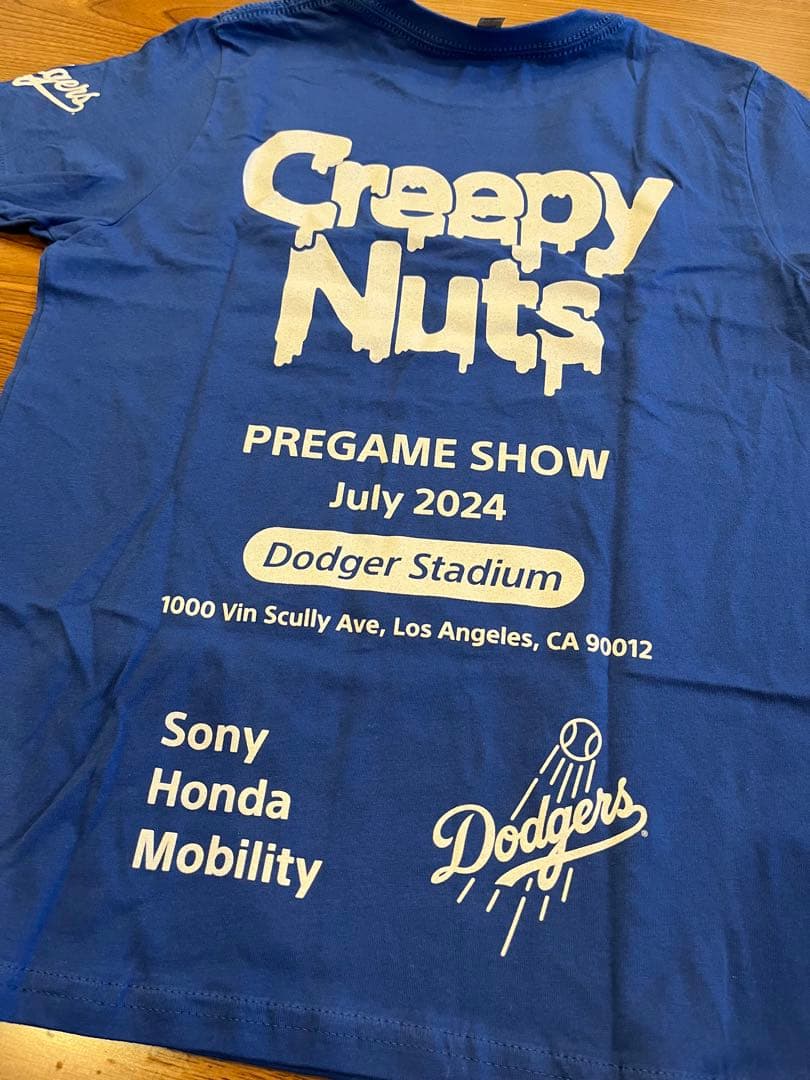 Creepy
Nuts
PREGAME SHOW
July 2024
Dodger Stadium
1000 Vin Scully Ave, Los Angeles, CA 90012
Sony
Honda
Mobility
Dodgers